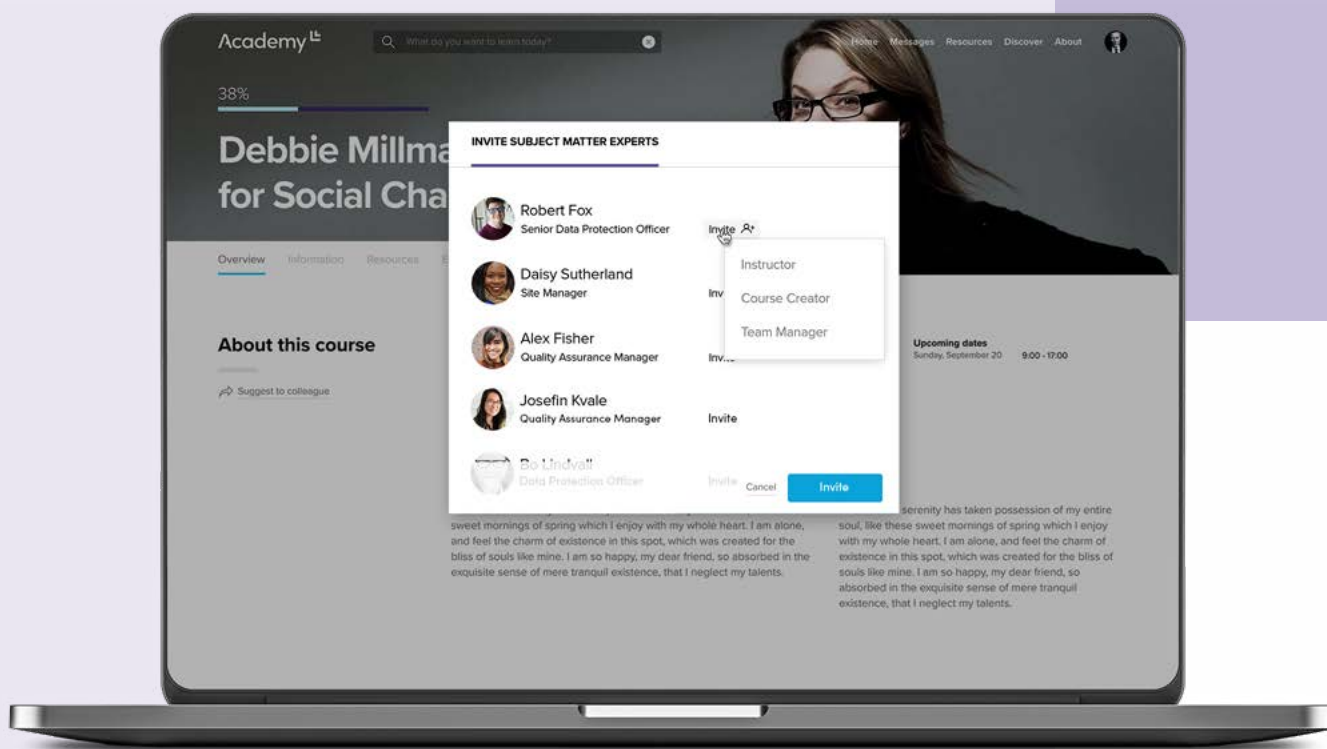 Academy
What do you want to learn today?
Home Messages Resources Discover About
38%
Debbie Millma
for Social Cha
INVITE SUBJECT MATTER EXPERTS
Robert Fox
Senior Data Protection Officer
Invite
Instructor
Course Creator
Team Manager
Daisy Sutherland
Site Manager
Inv
Alex Fisher
Quality Assurance Manager
Invite
Josefin Kvale
Quality Assurance Manager
Invite
Bo Lindvall
Data Protection Officer
Invite
Cancel
Invite
Overview Information Resources
About this course
Suggest to colleague
Upcoming dates
Sunday, September 20 9:00 - 17:00
sweet mornings of spring which I enjoy with my whole heart. I am alone,
and feel the charm of existence in this spot, which was created for the
bliss of souls like mine. I am so happy, my dear friend, so absorbed in the
exquisite sense of mere tranquil existence, that I neglect my talents.
serenity has taken possession of my entire
soul, like these sweet mornings of spring which I enjoy
with my whole heart. I am alone, and feel the charm of
existence in this spot, which was created for the bliss of
souls like mine. I am so happy, my dear friend, so
absorbed in the exquisite sense of mere tranquil
existence, that I neglect my talents.